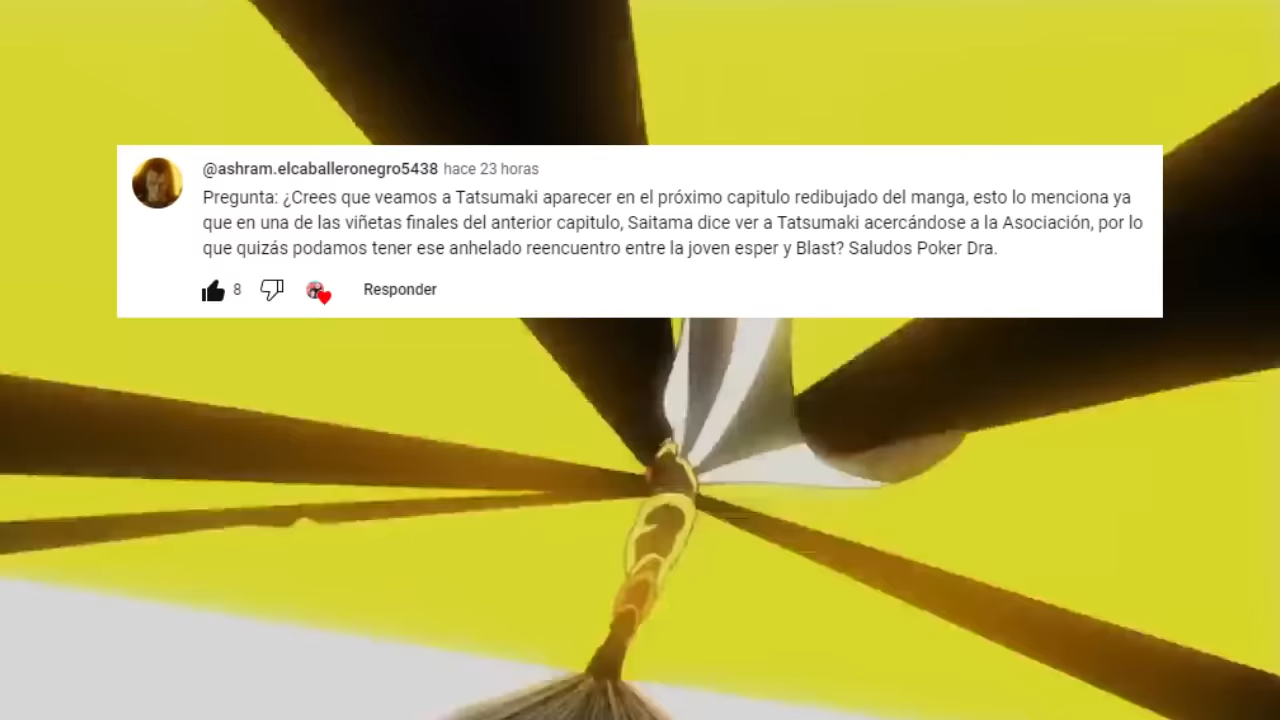 @ashram.elcaballeronegro5438 hace 23 horas
Pregunta: ¿Crees que veamos a Tatsumaki aparecer en el próximo capitulo redibujado del manga, esto lo menciona ya
que en una de las viñetas finales del anterior capitulo, Saitama dice ver a Tatsumaki acercándose a la Asociación, por lo
que quizás podamos tener ese anhelado reencuentro entre la joven esper y Blast? Saludos Poker Dra.
8 Responder